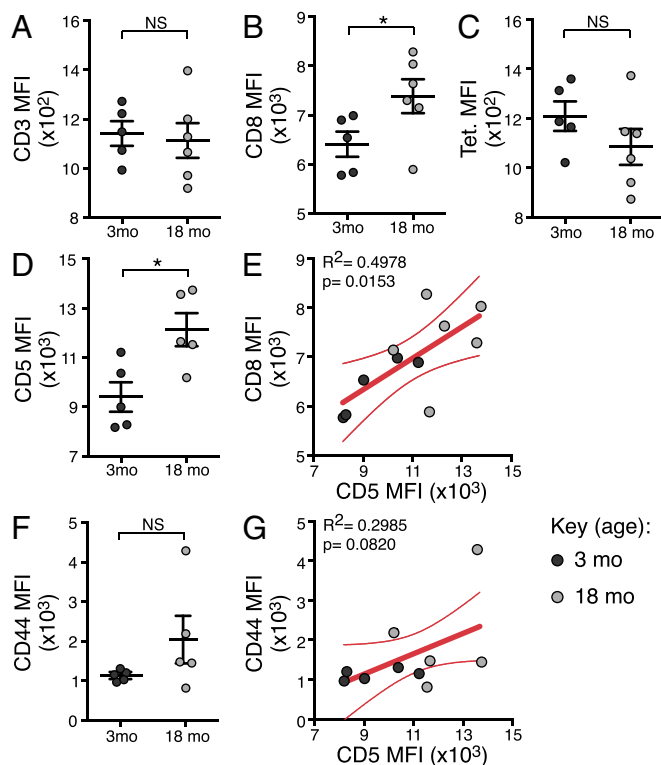 A
NS
CD3 MFI
(x10²)
16
14
12
10
8
3mo
18 mo
B
*
CD8 MFI
(x10³)
9
8
7
6
5
3mo
18 mo
C
NS
Tet. MFI
(x10²)
16
14
12
10
8
3mo
18 mo
D
*
CD5 MFI
(x10³)
15
13
11
9
7
3mo
18 mo
E
R²= 0.4978
p= 0.0153
CD8 MFI
(x10³)
9
8
7
6
5
7
9
11
13
15
CD5 MFI (x10³)
F
NS
CD44 MFI
(x10³)
5
4
3
2
1
0
3mo
18 mo
G
R²= 0.2985
p= 0.0820
CD44 MFI
(x10³)
5
4
3
2
1
0
7
9
11
13
15
CD5 MFI (x10³)
Key (age):
3 mo
18 mo